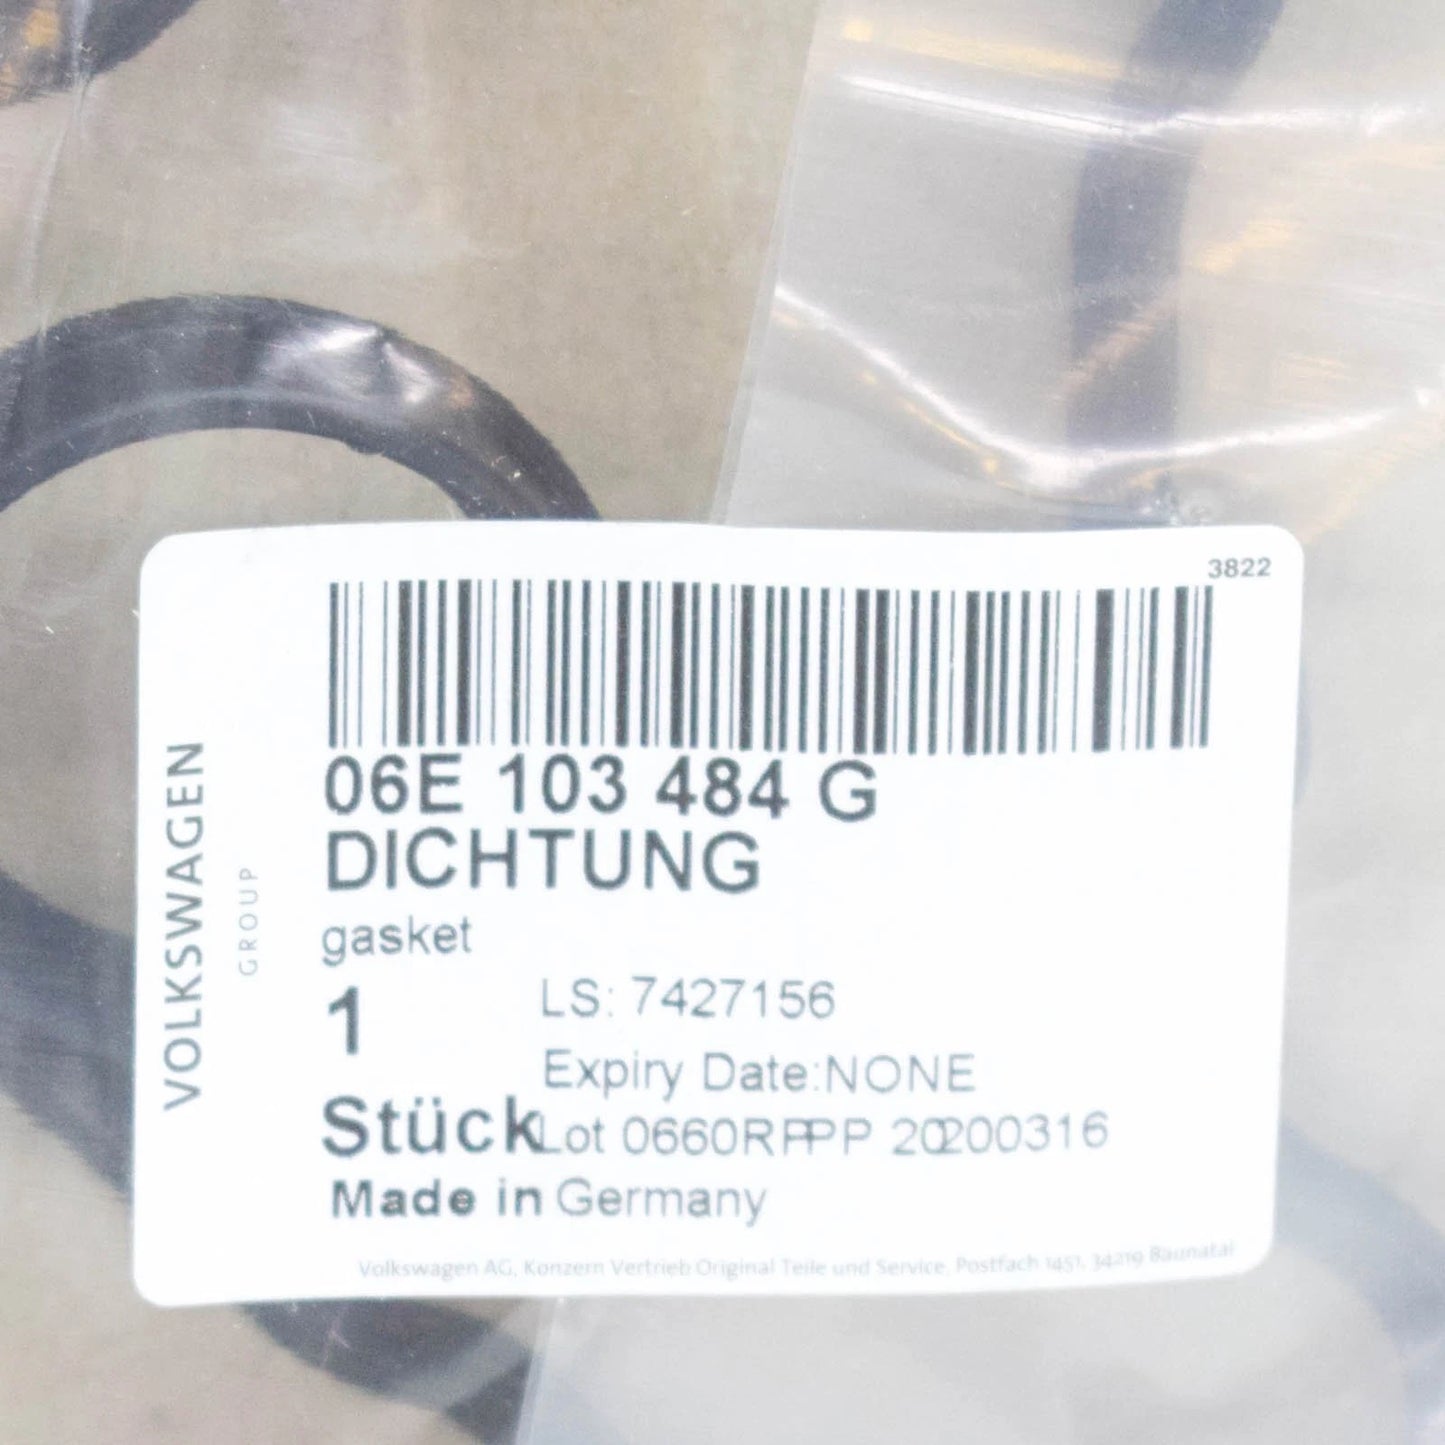 3822
06E 103 484 G
DICHTUNG
gasket
1
LS: 7427156
Expiry Date:NONE
Stück
Lot 0660RPPP 20200316
Made in Germany
Volkswagen AG, Konzern Vertrieb Original Teile und Service, Postfach 1451, 34219 Baunatal
VOLKSWAGEN
GROUP